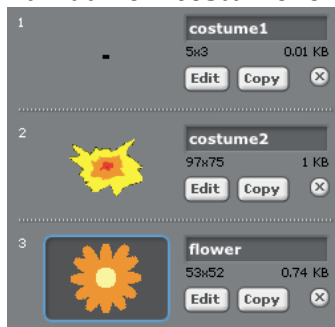 1
costume1
5x3 0.01 KB
Edit Copy
2
costume2
97x75 1 KB
Edit Copy
3
flower
53x52 0.74 KB
Edit Copy